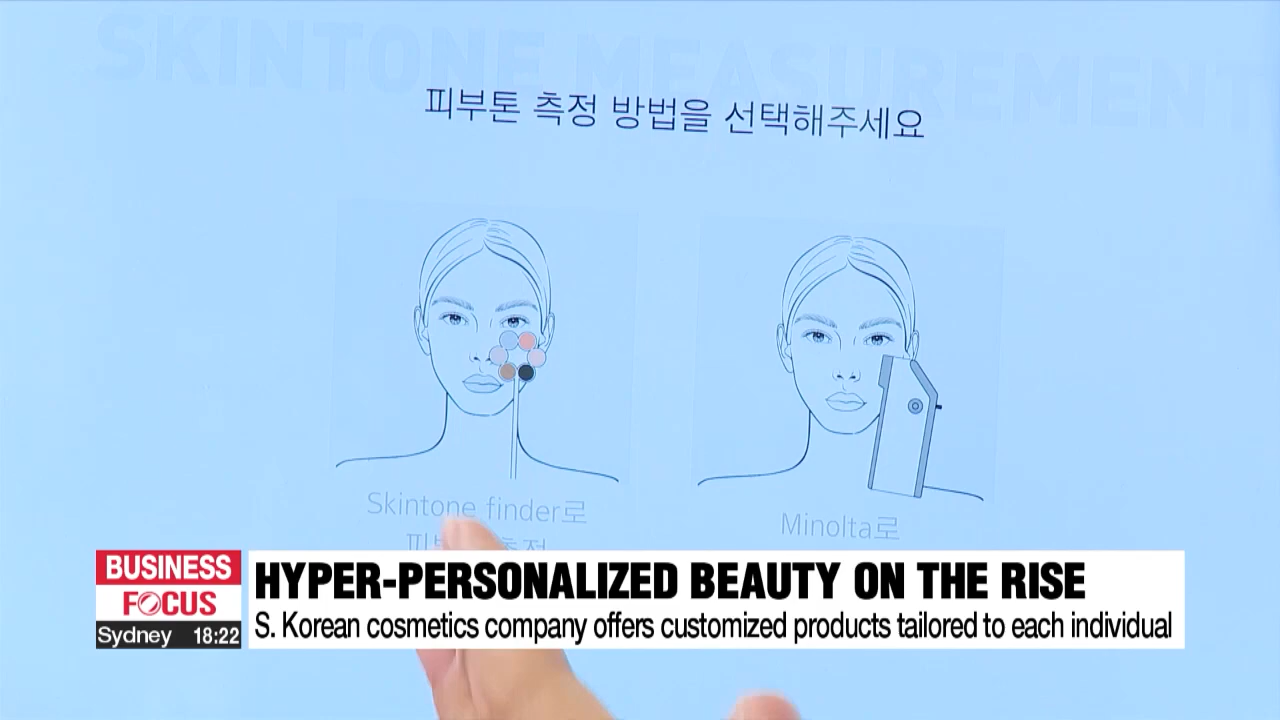 SKINTONE MEASUREMENT
피부톤 측정 방법을 선택해주세요
Skintone finder로
Minolta로
BUSINESS
FOCUS
Sydney 18:22
HYPER-PERSONALIZED BEAUTY ON THE RISE
S. Korean cosmetics company offers customized products tailored to each individual